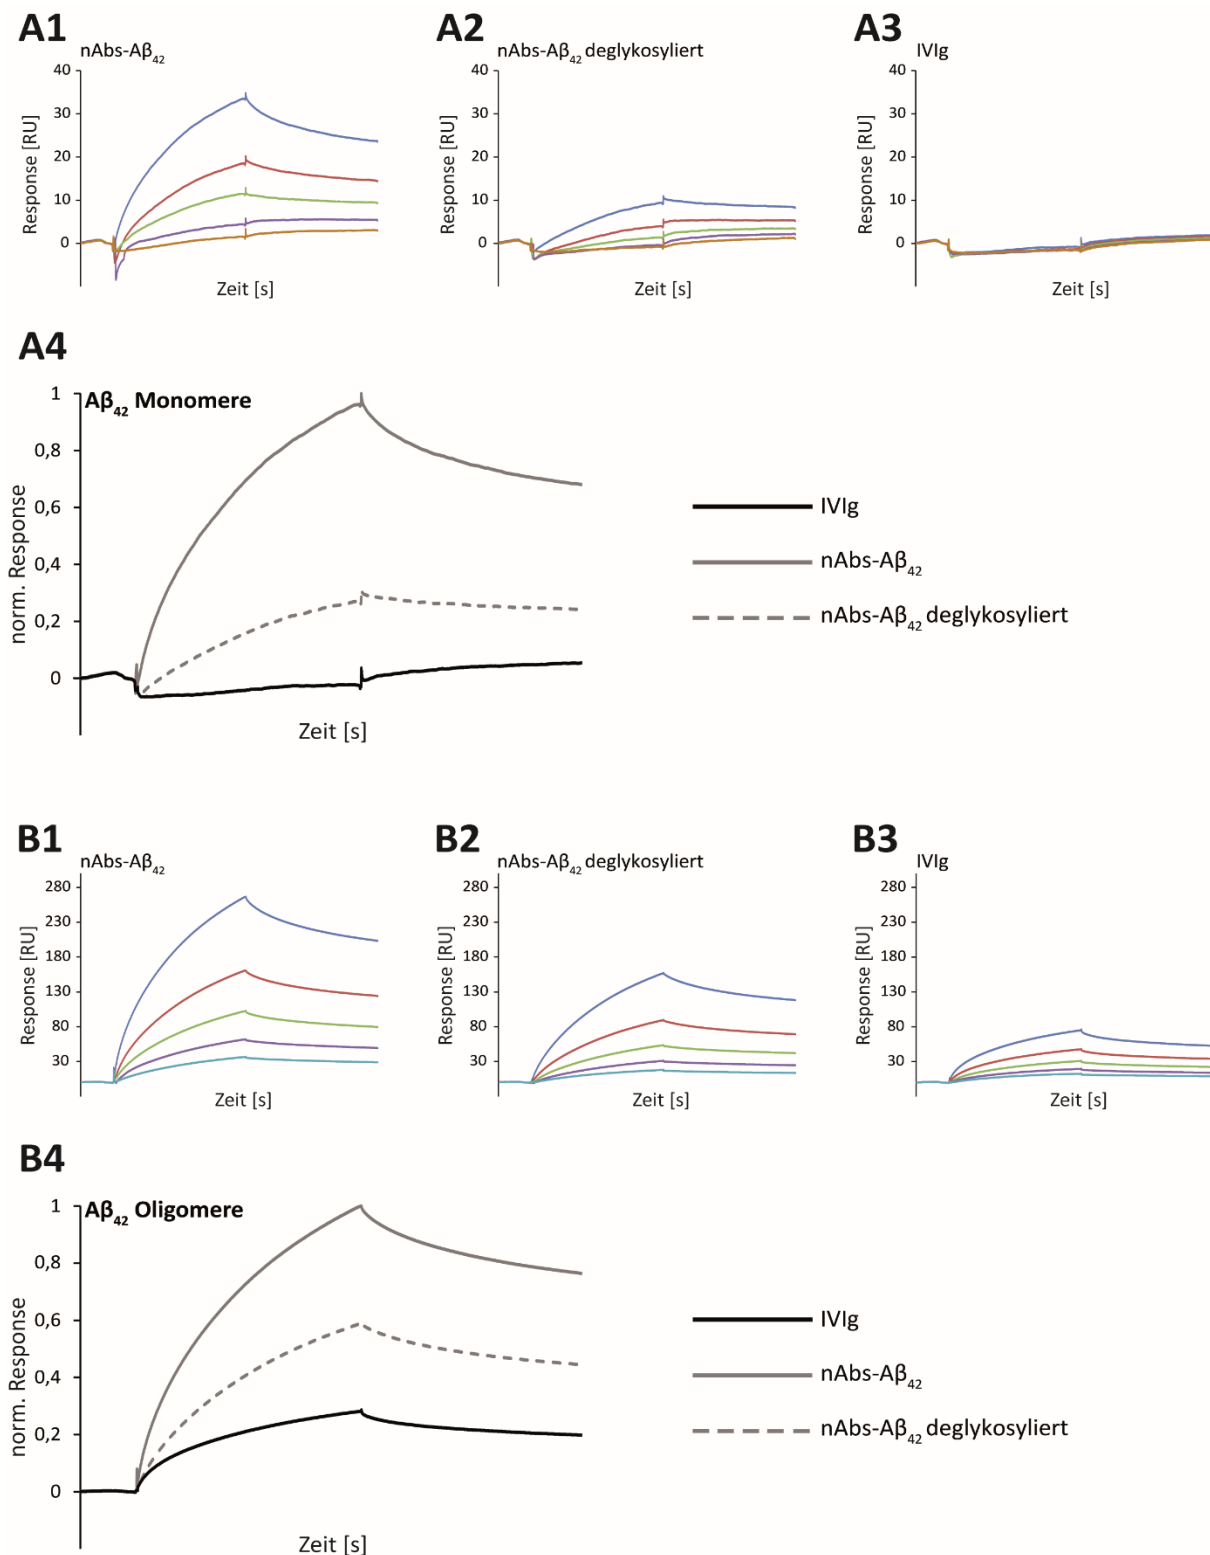 A1
nAbs-Aβ42
Response [RU]
40
30
20
10
0
Zeit [s]
A2
nAbs-Aβ42 deglykosyliert
Response [RU]
40
30
20
10
0
Zeit [s]
A3
IVIg
Response [RU]
40
30
20
10
0
Zeit [s]
A4
Aβ42 Monomere
norm. Response
1
0,8
0,6
0,4
0,2
0
Zeit [s]
IVIg
nAbs-Aβ42
nAbs-Aβ42 deglykosyliert
B1
nAbs-Aβ42
Response [RU]
280
230
180
130
80
30
Zeit [s]
B2
nAbs-Aβ42 deglykosyliert
Response [RU]
280
230
180
130
80
30
Zeit [s]
B3
IVIg
Response [RU]
280
230
180
130
80
30
Zeit [s]
B4
Aβ42 Oligomere
norm. Response
1
0,8
0,6
0,4
0,2
0
Zeit [s]
IVIg
nAbs-Aβ42
nAbs-Aβ42 deglykosyliert